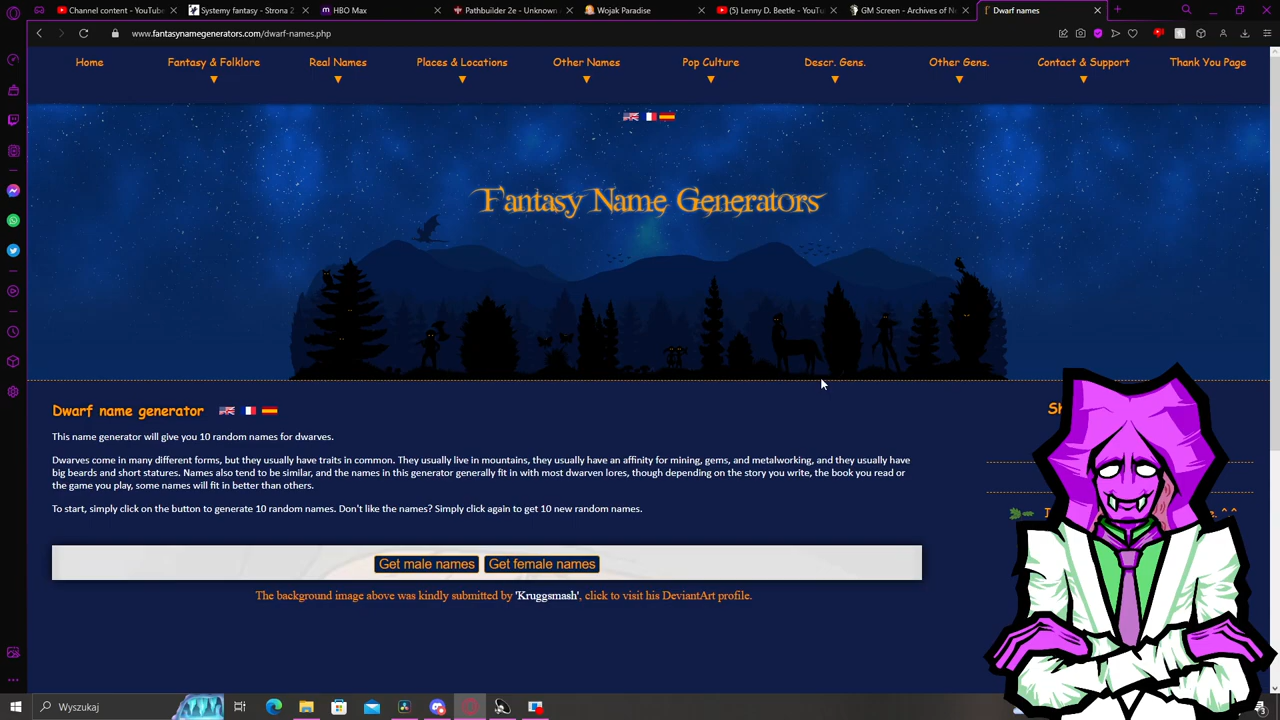 Channel content - YouTu
Systemy fantasy - Strona 2
HBO Max
Pathbuilder 2e - Unknown
Wojak Paradise
(5) Lenny D. Beetle - YouTu
GM Screen - Archives of Ne
Dwarf names
www.fantasynamegenerators.com/dwarf-names.php
Home
Fantasy & Folklore
Real Names
Places & Locations
Other Names
Pop Culture
Descr. Gens.
Other Gens.
Contact & Support
Thank You Page
Fantasy Name Generators
Dwarf name generator
This name generator will give you 10 random names for dwarves.
Dwarves come in many different forms, but they usually have traits in common. They usually live in mountains, they usually have an affinity for mining, gems, and metalworking, and they usually have
big beards and short statures. Names also tend to be similar, and the names in this generator generally fit in with most dwarven lores, though depending on the story you write, the book you read or
the game you play, some names will fit in better than others.
To start, simply click on the button to generate 10 random names. Don't like the names? Simply click again to get 10 new random names.
Get male names
Get female names
The background image above was kindly submitted by 'Kruggsmash', click to visit his DeviantArt profile.
Wyszukaj